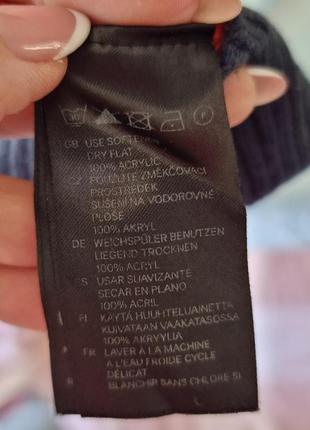 30
P
GB USE SOFTENER
DRY FLAT
100% ACRYLIC
CZ POUŽIJTE ZMĚKČOVACÍ
PROSTŘEDEK
SUŠENÍ NA VODOROVNÉ
PLOŠE
100% AKRYL
DE WEICHSPÜLER BENUTZEN
LIEGEND TROCKNEN
100% ACRYL
ES USAR SUAVIZANTE
SECAR EN PLANO
100% ACRIL
FI KÄYTÄ HUUHTELUAINETTA
KUIVATAAN VAAKATASOSSA
100% AKRYYLIA
FR LAVER À LA MACHINE
À L'EAU FROIDE CYCLE
DÉLICAT
BLANCHIR SANS CHLORE SI